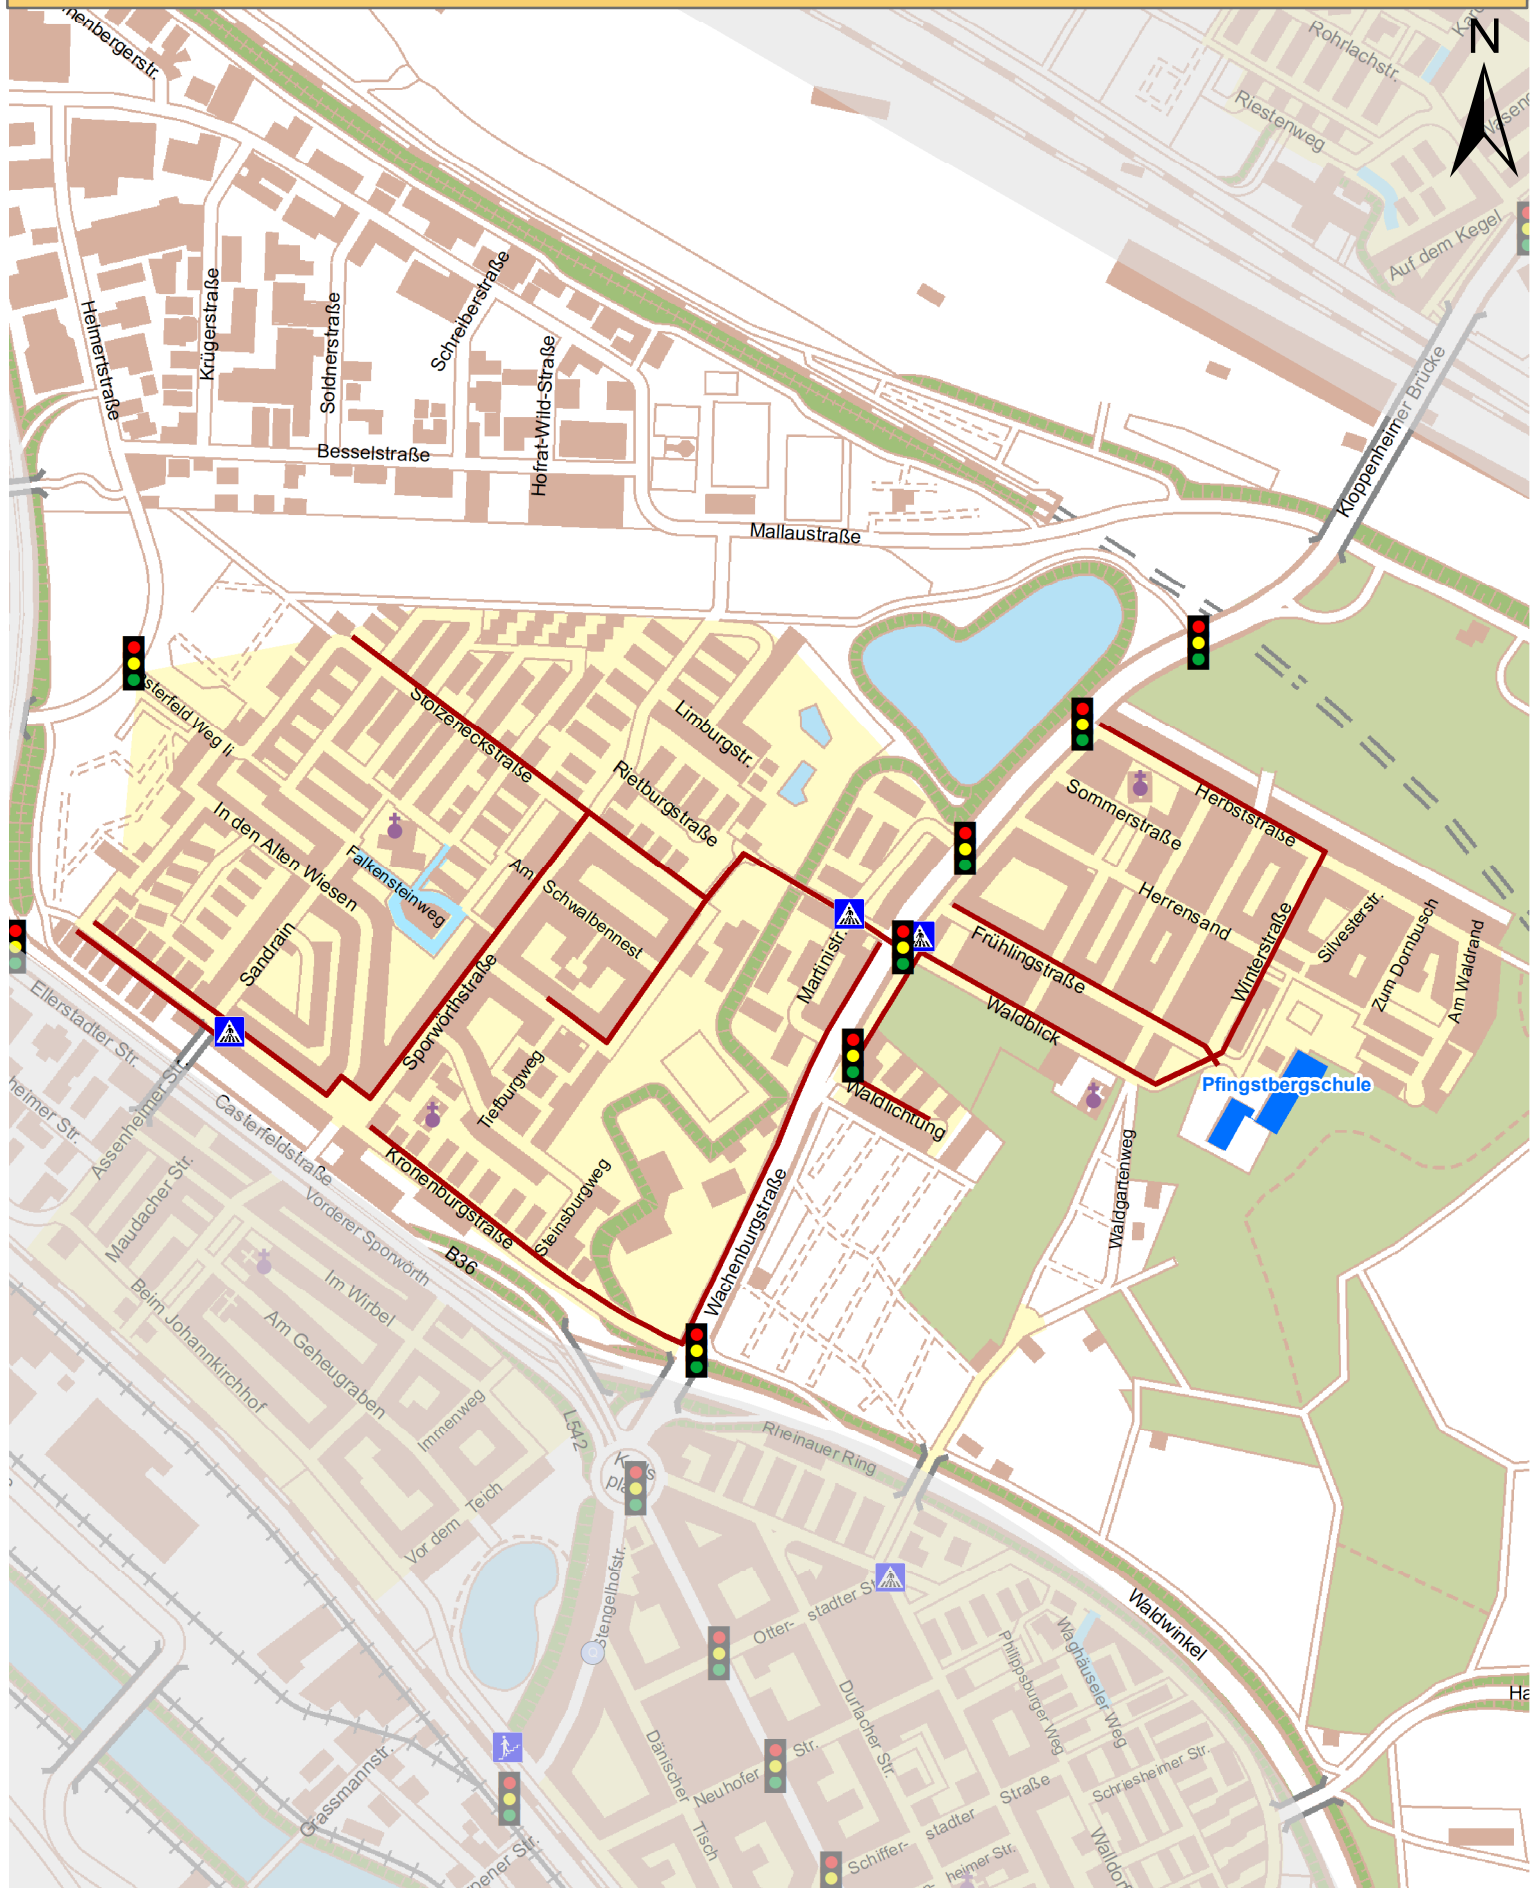 N
Rohrlachstr.
Riestenweg
Auf dem Kegel
Helmertstraße
Krügerstraße
Soldnerstraße
Schreiberstraße
Hofrat-Wild-Straße
Besselstraße
Mallaustraße
Kloppenheimer Brücke
Stolzeneckstraße
Limburgstr.
Rietburgstraße
In den Alten Wiesen
Falkensteinweg
Am Schwalbennest
Sandrain
Sporwörthstraße
Tiefburgweg
Steinsburgweg
Kronenburgstraße
Martinistr.
Wachenburgstraße
Sommerstraße
Herbststraße
Herrensand
Frühlingstraße
Winterstraße
Silvesterstr.
Zum Dornbusch
Am Waldrand
Waldblick
Waldlichtung
Pfingstbergschule
Waldgartenweg
Ellerstadter Str.
Assenheimer Str.
heimer Str.
Casterfeldstraße
Maudacher Str.
Vorderer Sporwörth
B36
Im Wirbel
Beim Johannkirchhof
Am Geheugraben
Immenweg
L542
Vor dem Teich
Rheinauer Ring
Otter- stadter
Stengelhofstr.
Waldwinkel
Philippsburger Weg
Waghäuseler Weg
Durlacher Str.
Dänischer Tisch
Neuhofer Str.
Schriesheimer Str.
Schiffer- stadter Straße
heimer Str.
Grassmannstr.